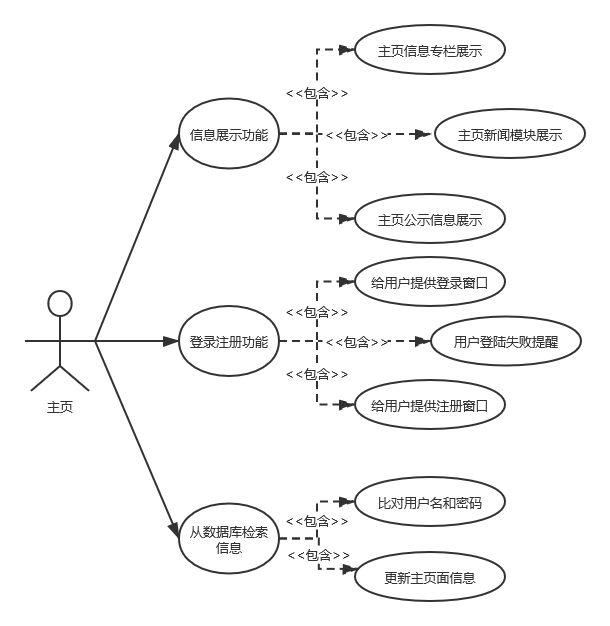 主页信息专栏展示
<<包含>>
信息展示功能
<<包含>>
主页新闻模块展示
<<包含>>
主页公示信息展示
给用户提供登录窗口
<<包含>>
登录注册功能
<<包含>>
用户登陆失败提醒
<<包含>>
给用户提供注册窗口
主页
比对用户名和密码
<<包含>>
从数据库检索
信息
<<包含>>
更新主页面信息